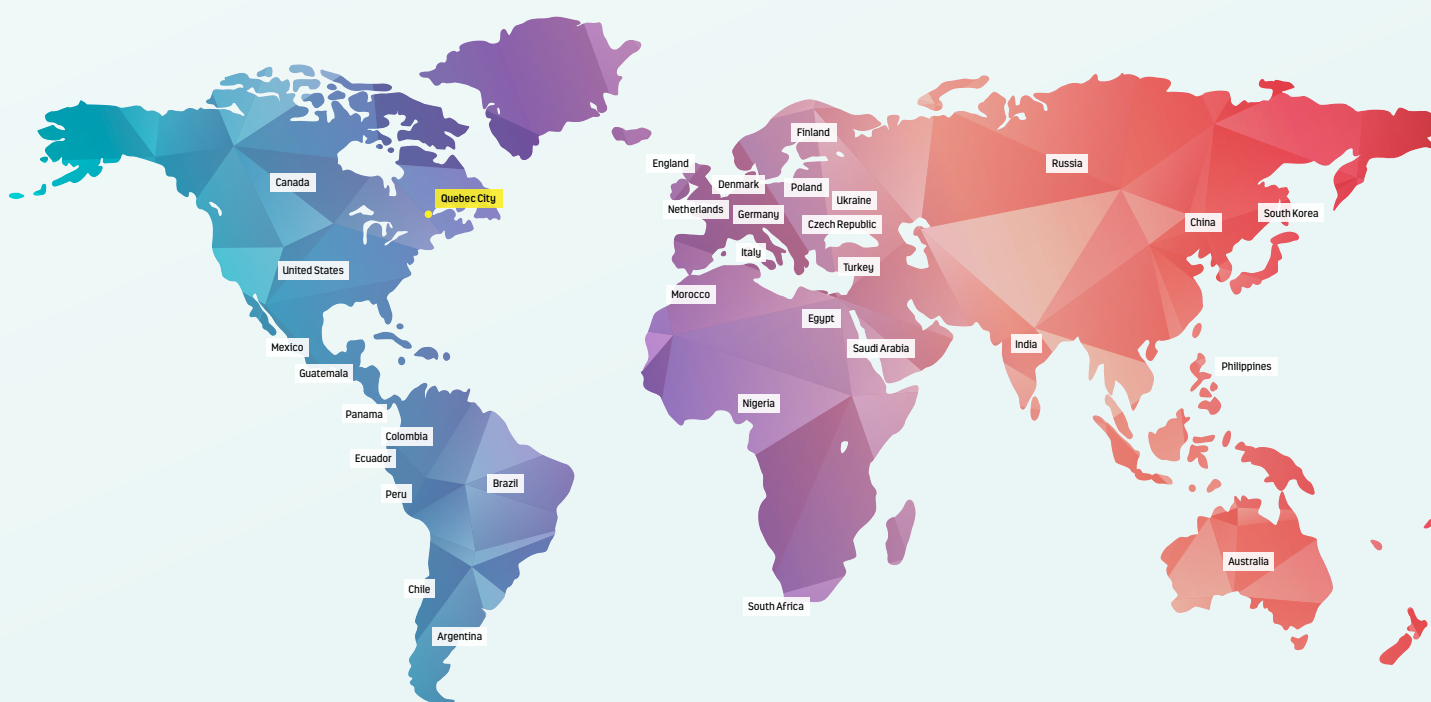 Finland
England
Russia
Canada
Denmark
Poland
Quebec City
Ukraine
Netherlands
Germany
South Korea
Czech Republic
China
Italy
United States
Turkey
Morocco
Egypt
India
Mexico
Saudi Arabia
Philippines
Guatemala
Nigeria
Panama
Colombia
Ecuador
Brazil
Peru
Australia
Chile
South Africa
Argentina